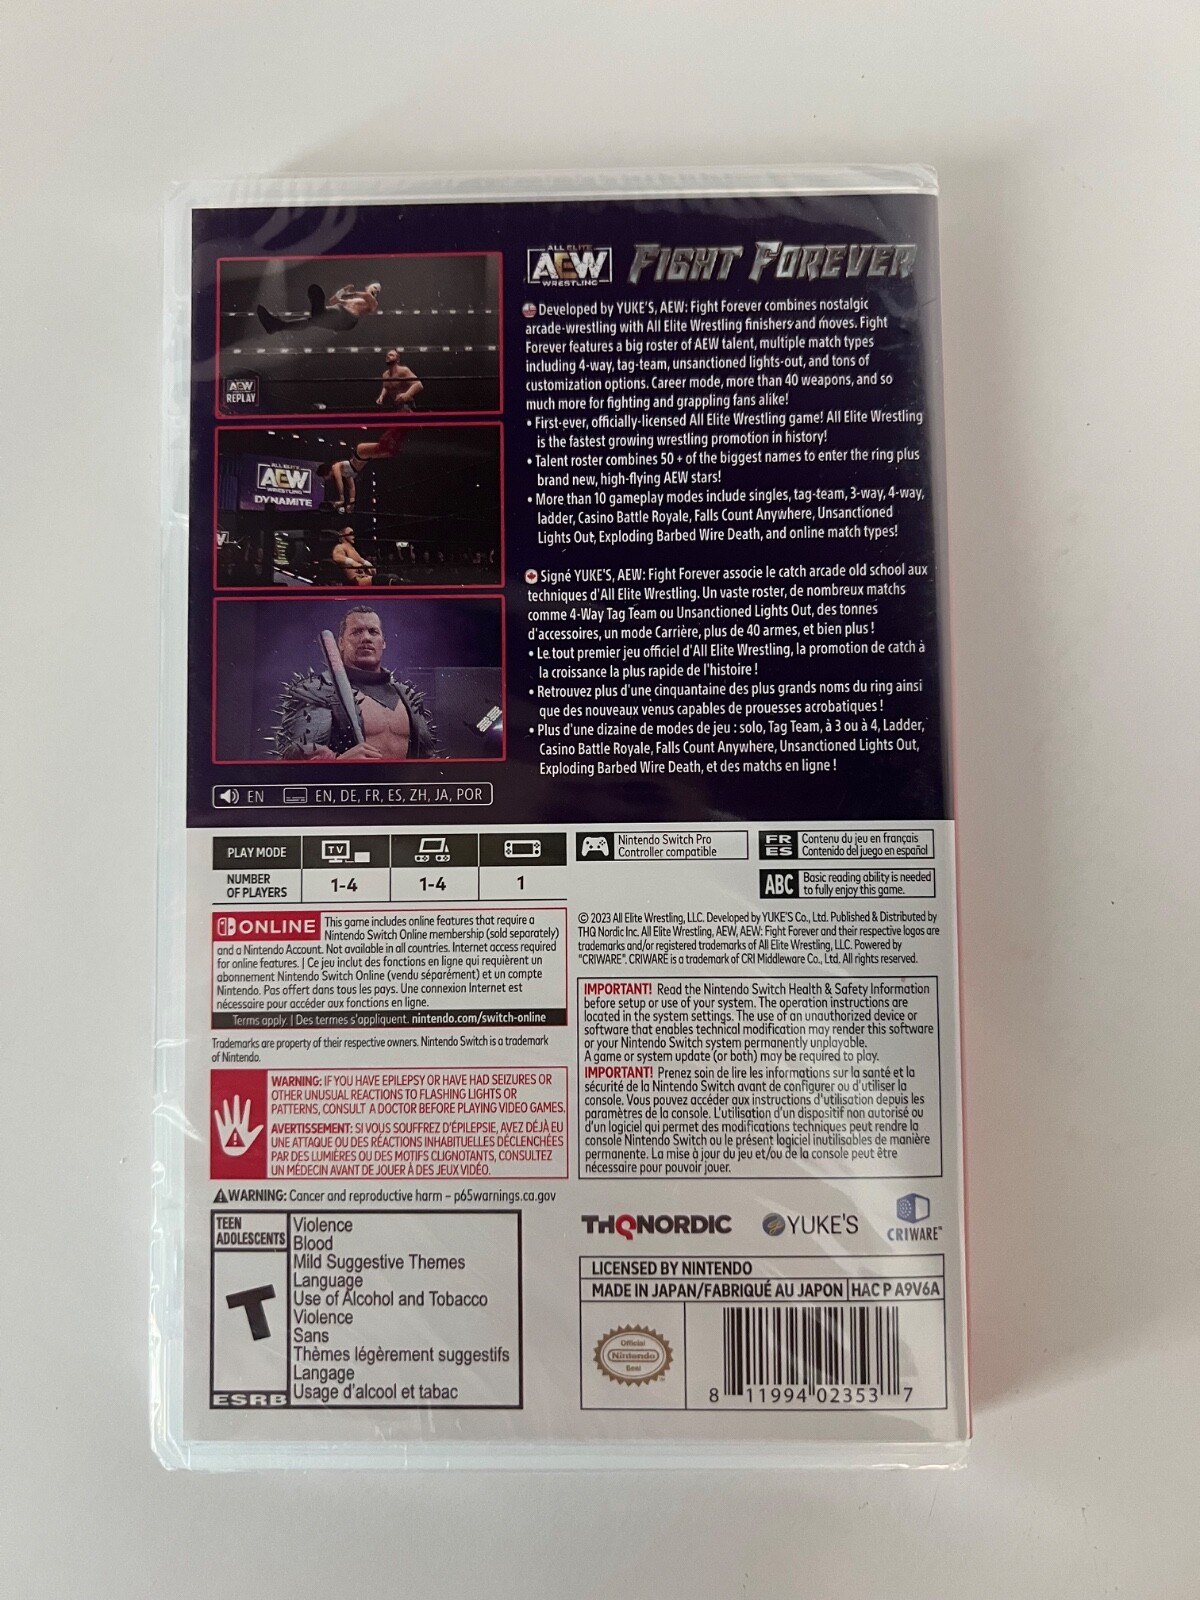 ALL ELITE
AEW
WRESTLING
FIGHT FOREVER
AEW
REPLAY
ALL ELITE
AEW
WRESTLING
DYNAMITE
Developed by YUKE'S, AEW: Fight Forever combines nostalgic
arcade-wrestling with All Elite Wrestling finishers and moves. Fight
Forever features a big roster of AEW talent, multiple match types
including 4-way, tag-team, unsanctioned lights-out, and tons of
customization options. Career mode, more than 40 weapons, and so
much more for fighting and grappling fans alike!
• First-ever, officially-licensed All Elite Wrestling game! All Elite Wrestling
is the fastest growing wrestling promotion in history!
• Talent roster combines 50 + of the biggest names to enter the ring plus
brand new, high-flying AEW stars!
• More than 10 gameplay modes include singles, tag-team, 3-way, 4-way,
ladder, Casino Battle Royale, Falls Count Anywhere, Unsanctioned
Lights Out, Exploding Barbed Wire Death, and online match types!
Signé YUKE'S, AEW: Fight Forever associe le catch arcade old school aux
techniques d'All Elite Wrestling. Un vaste roster, de nombreux matchs
comme 4-Way Tag Team ou Unsanctioned Lights Out, des tonnes
d'accessoires, un mode Carrière, plus de 40 armes, et bien plus !
• Le tout premier jeu officiel d'All Elite Wrestling, la promotion de catch à
la croissance la plus rapide de l'histoire !
• Retrouvez plus d'une cinquantaine des plus grands noms du ring ainsi
que des nouveaux venus capables de prouesses acrobatiques !
• Plus d'une dizaine de modes de jeu : solo, Tag Team, à 3 ou à 4, Ladder,
Casino Battle Royale, Falls Count Anywhere, Unsanctioned Lights Out,
Exploding Barbed Wire Death, et des matchs en ligne !
EN EN, DE, FR, ES, ZH, JA, POR
PLAY MODE TV
NUMBER
OF PLAYERS 1-4 1-4 1
Nintendo Switch Pro
Controller compatible
FR
ES
Contenu du jeu en français
Contenido del juego en español
ABC
Basic reading ability is needed
to fully enjoy this game.
ONLINE
This game includes online features that require a
Nintendo Switch Online membership (sold separately)
and a Nintendo Account. Not available in all countries. Internet access required
for online features. | Ce jeu inclut des fonctions en ligne qui requièrent un
abonnement Nintendo Switch Online (vendu séparément) et un compte
Nintendo. Pas offert dans tous les pays. Une connexion Internet est
nécessaire pour accéder aux fonctions en ligne.
Terms apply. | Des termes s'appliquent. nintendo.com/switch-online
Trademarks are property of their respective owners. Nintendo Switch is a trademark
of Nintendo.
WARNING: IF YOU HAVE EPILEPSY OR HAVE HAD SEIZURES OR
OTHER UNUSUAL REACTIONS TO FLASHING LIGHTS OR
PATTERNS, CONSULT A DOCTOR BEFORE PLAYING VIDEO GAMES.
AVERTISSEMENT: SI VOUS SOUFFREZ D'ÉPILEPSIE, AVEZ DÉJÀ EU
UNE ATTAQUE OU DES RÉACTIONS INHABITUELLES DÉCLENCHÉES
PAR DES LUMIÈRES OU DES MOTIFS CLIGNOTANTS, CONSULTEZ
UN MÉDECIN AVANT DE JOUER À DES JEUX VIDÉO.
WARNING: Cancer and reproductive harm – p65warnings.ca.gov
TEEN
ADOLESCENTS
T
ESRB
Violence
Blood
Mild Suggestive Themes
Language
Use of Alcohol and Tobacco
Violence
Sans
Thèmes légèrement suggestifs
Langage
Usage d'alcool et tabac
© 2023 All Elite Wrestling, LLC. Developed by YUKE'S Co., Ltd. Published & Distributed by
THQ Nordic Inc. All Elite Wrestling, AEW, AEW: Fight Forever and their respective logos are
trademarks and/or registered trademarks of All Elite Wrestling, LLC. Powered by
"CRIWARE". CRIWARE is a trademark of CRI Middleware Co., Ltd. All rights reserved.
IMPORTANT! Read the Nintendo Switch Health & Safety Information
before setup or use of your system. The operation instructions are
located in the system settings. The use of an unauthorized device or
software that enables technical modification may render this software
or your Nintendo Switch system permanently unplayable.
A game or system update (or both) may be required to play.
IMPORTANT! Prenez soin de lire les informations sur la santé et la
sécurité de la Nintendo Switch avant de configurer ou d'utiliser la
console. Vous pouvez accéder aux instructions d'utilisation depuis les
paramètres de la console. L'utilisation d'un dispositif non autorisé ou
d'un logiciel qui permet des modifications techniques peut rendre la
console Nintendo Switch ou le présent logiciel inutilisables de manière
permanente. La mise à jour du jeu et/ou de la console peut être
nécessaire pour pouvoir jouer.
THQNORDIC
YUKE'S
CRIWARE™
LICENSED BY NINTENDO
MADE IN JAPAN/FABRIQUÉ AU JAPON HAC P A9V6A
Official
Nintendo
Seal
8 11994 02353 7